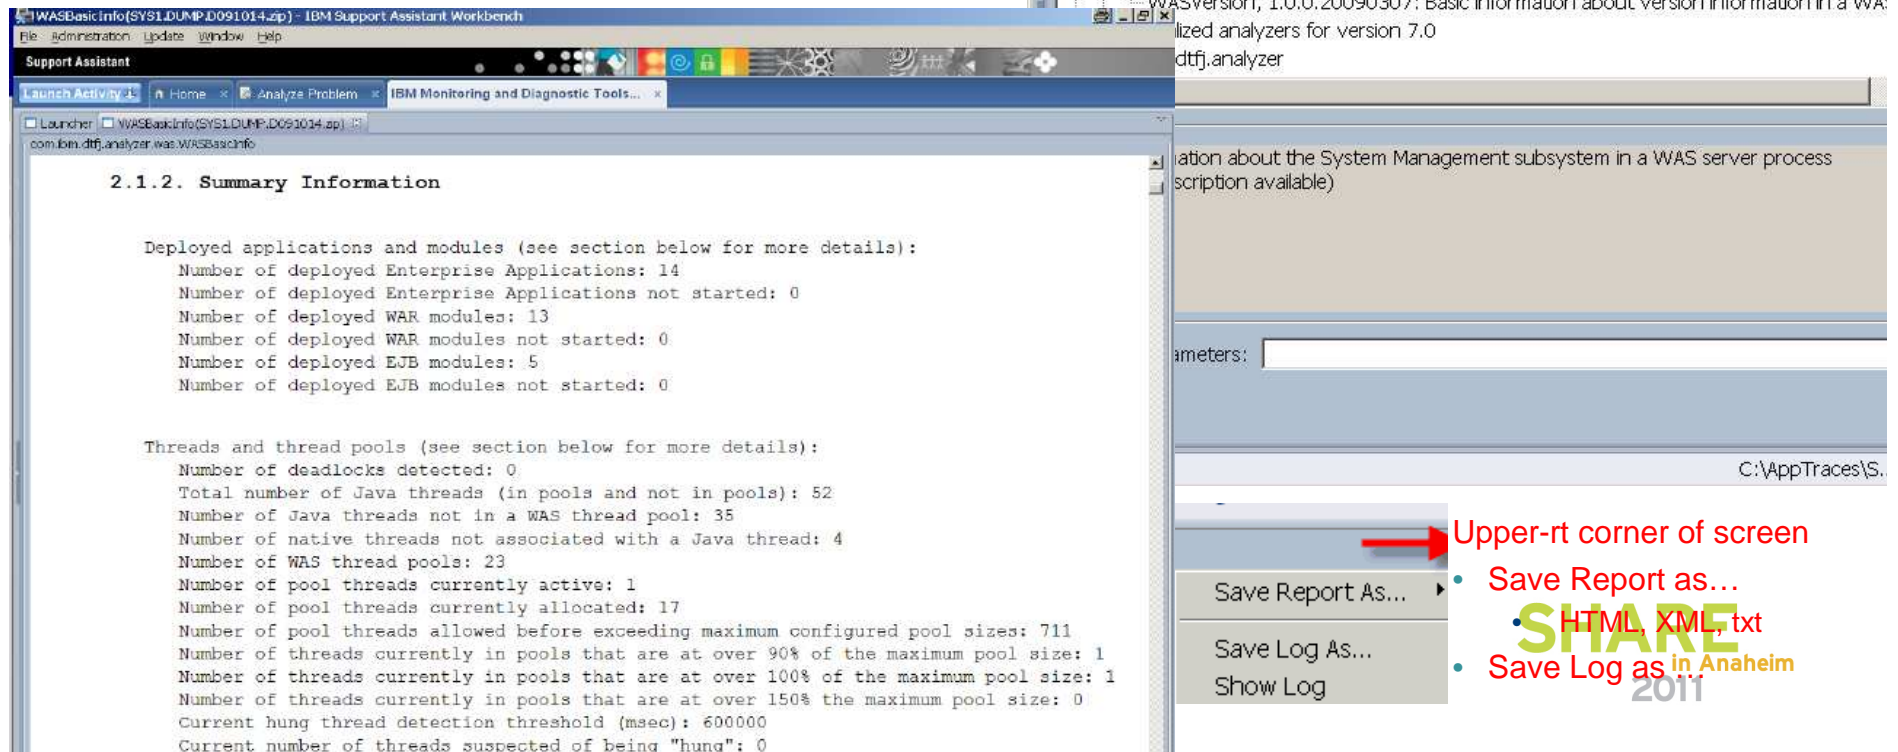 WASBasicInfo(SYS1.DUMP.D091014.zip) - IBM Support Assistant Workbench
File Administration Update Window Help
Support Assistant
Launch Activity Home Analyze Problem IBM Monitoring and Diagnostic Tools...
Launcher WASBasicInfo(SYS1.DUMP.D091014.zip)
com.ibm.dtfj.analyzer.was.WASBasicInfo
2.1.2. Summary Information
Deployed applications and modules (see section below for more details):
Number of deployed Enterprise Applications: 14
Number of deployed Enterprise Applications not started: 0
Number of deployed WAR modules: 13
Number of deployed WAR modules not started: 0
Number of deployed EJB modules: 5
Number of deployed EJB modules not started: 0
Threads and thread pools (see section below for more details):
Number of deadlocks detected: 0
Total number of Java threads (in pools and not in pools): 52
Number of Java threads not in a WAS thread pool: 35
Number of native threads not associated with a Java thread: 4
Number of WAS thread pools: 23
Number of pool threads currently active: 1
Number of pool threads currently allocated: 17
Number of pool threads allowed before exceeding maximum configured pool sizes: 711
Number of threads currently in pools that are at over 90% of the maximum pool size: 1
Number of threads currently in pools that are at over 100% of the maximum pool size: 1
Number of threads currently in pools that are at over 150% the maximum pool size: 0
Current hung thread detection threshold (msec): 600000
Current number of threads suspected of being "hung": 0
WASVersion, 1.0.0.20090307: Basic information about version information in a WAS
lized analyzers for version 7.0
dtfj.analyzer
ation about the System Management subsystem in a WAS server process
scription available)
ameters:
C:\AppTraces\S..
Save Report As...
Save Log As...
Show Log
Upper-rt corner of screen
• Save Report as…
• HTML, XML, txt
• Save Log as …
SHARE
in Anaheim
2011